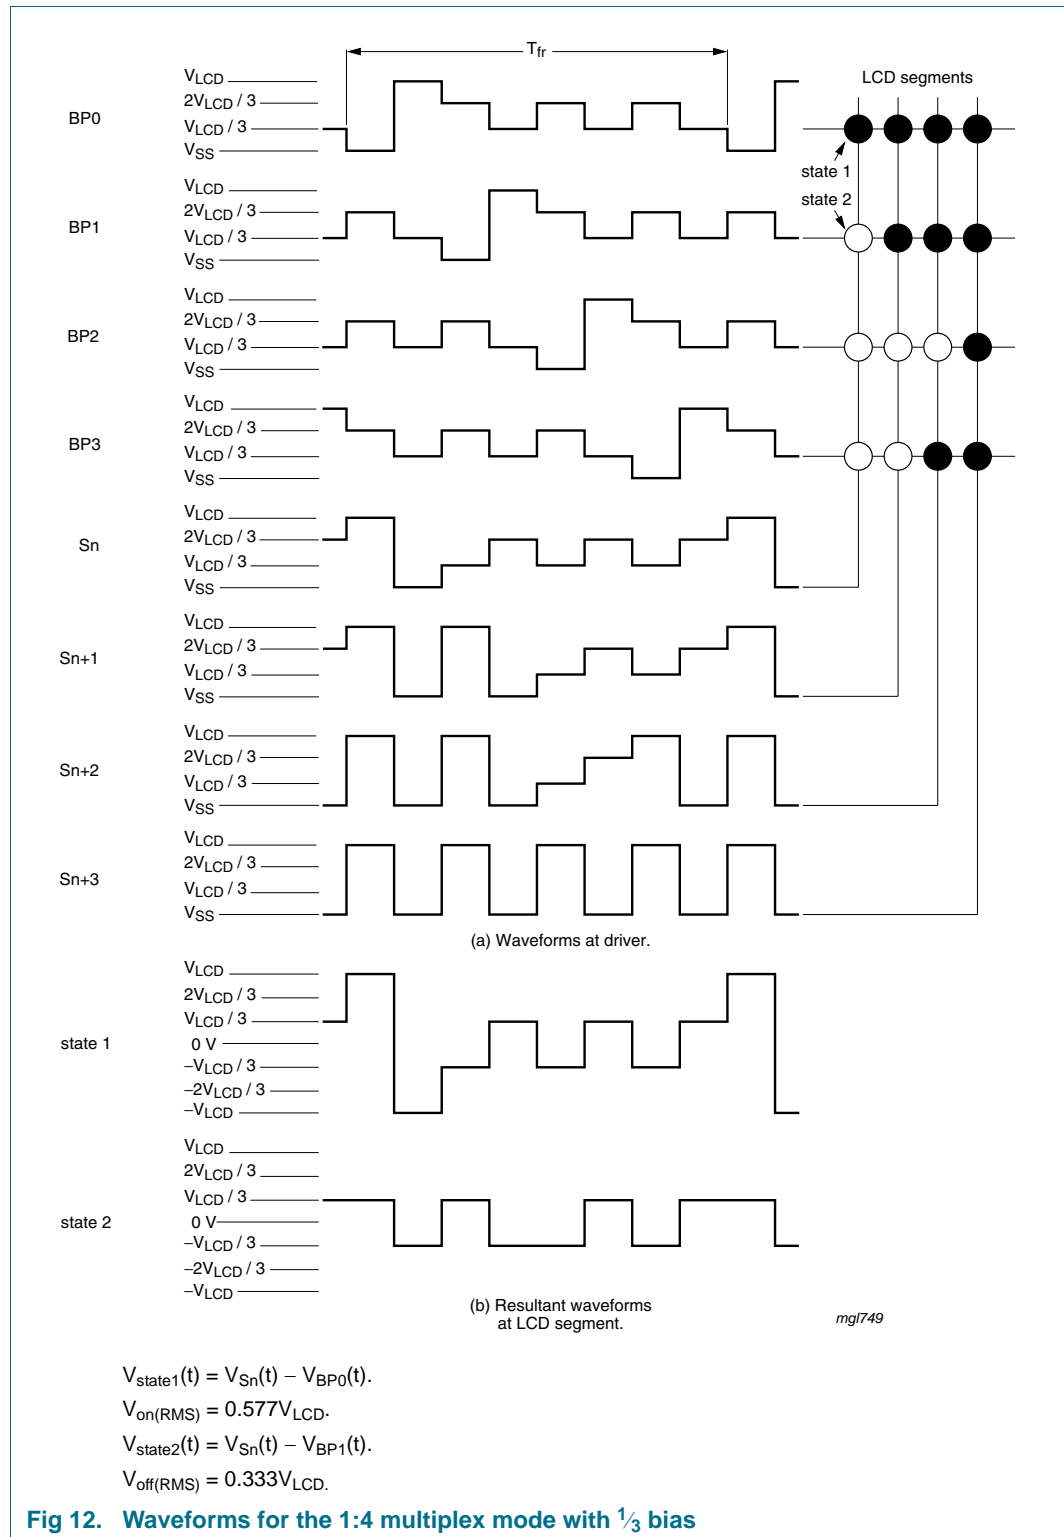 Tfr
VLCD
2VLCD / 3
VLCD / 3
VSS
BP0
LCD segments
state 1
state 2
VLCD
2VLCD / 3
VLCD / 3
VSS
BP1
VLCD
2VLCD / 3
VLCD / 3
VSS
BP2
VLCD
2VLCD / 3
VLCD / 3
VSS
BP3
VLCD
2VLCD / 3
VLCD / 3
VSS
Sn
VLCD
2VLCD / 3
VLCD / 3
VSS
Sn+1
VLCD
2VLCD / 3
VLCD / 3
VSS
Sn+2
VLCD
2VLCD / 3
VLCD / 3
VSS
Sn+3
(a) Waveforms at driver.
VLCD
2VLCD / 3
VLCD / 3
0 V
−VLCD / 3
−2VLCD / 3
−VLCD
state 1
VLCD
2VLCD / 3
VLCD / 3
0 V
−VLCD / 3
−2VLCD / 3
−VLCD
state 2
(b) Resultant waveforms
at LCD segment.
mgl749
Vstate1(t) = VSn(t) − VBP0(t).
Von(RMS) = 0.577VLCD.
Vstate2(t) = VSn(t) − VBP1(t).
Voff(RMS) = 0.333VLCD.
Fig 12. Waveforms for the 1:4 multiplex mode with 1⁄3 bias